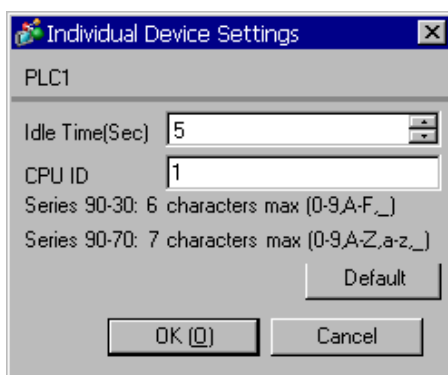 Individual Device Settings
PLC1
Idle Time(Sec) 5
CPU ID 1
Series 90-30: 6 characters max (0-9,A-F,_)
Series 90-70: 7 characters max (0-9,A-Z,a-z,_)
Default
OK (O) Cancel